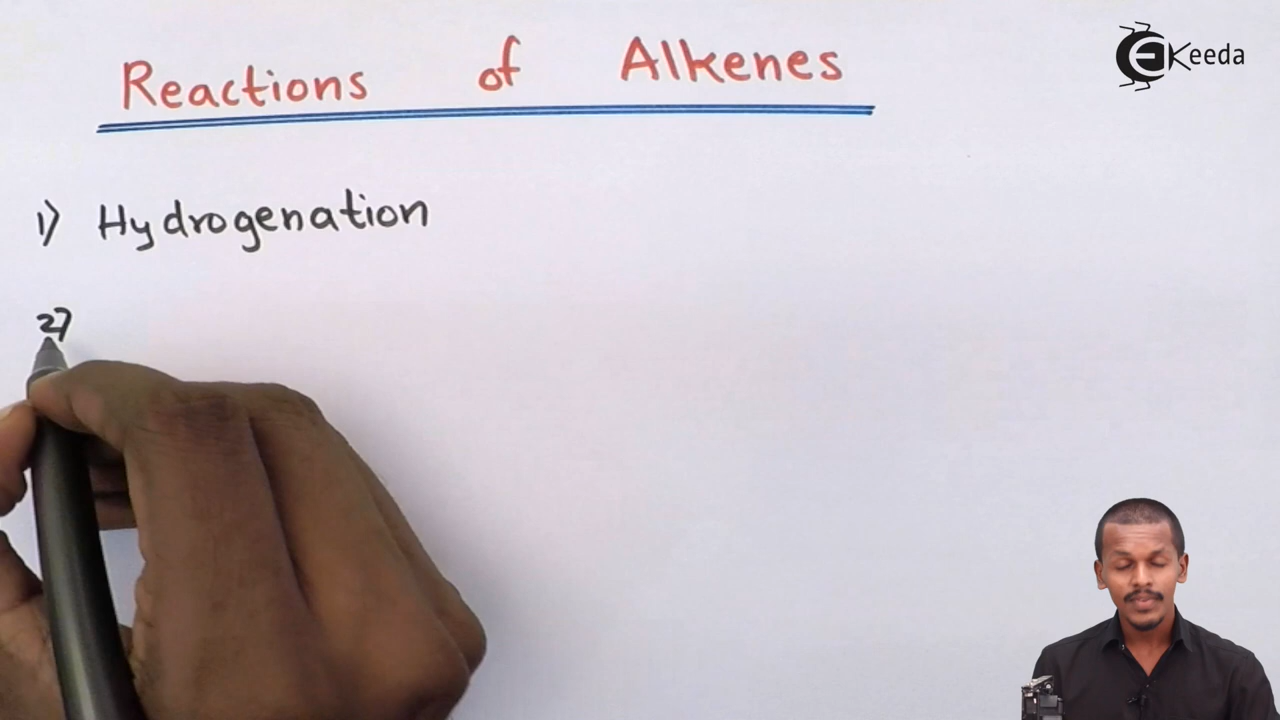 Reactions of Alkenes
EKeeda
1) Hydrogenation
2)